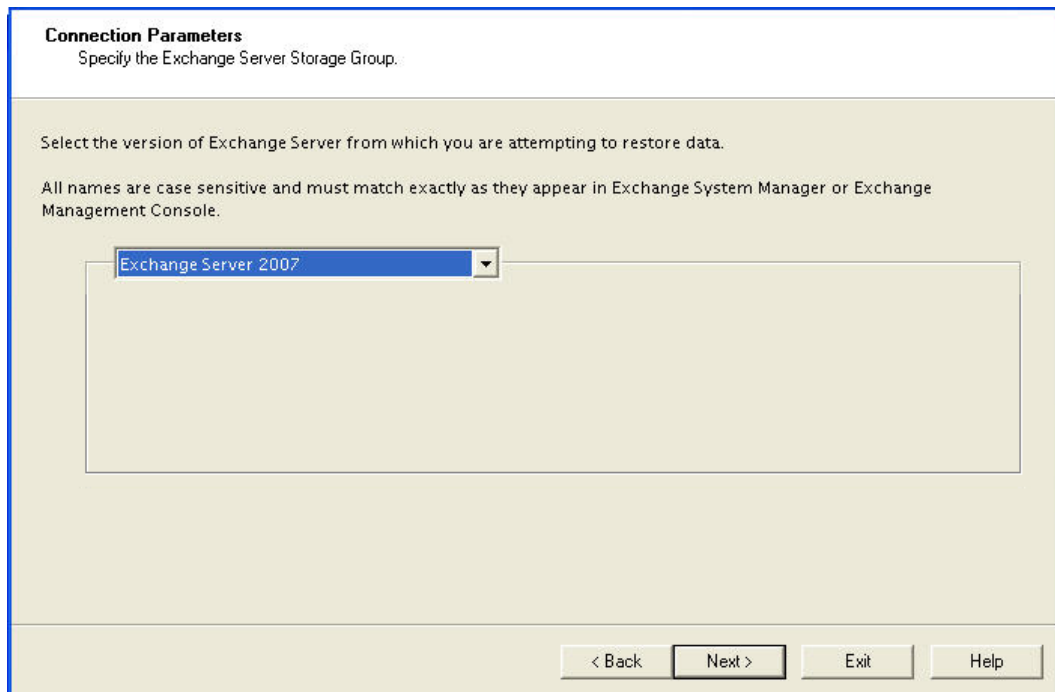 Connection Parameters
Specify the Exchange Server Storage Group.
Select the version of Exchange Server from which you are attempting to restore data.
All names are case sensitive and must match exactly as they appear in Exchange System Manager or Exchange
Management Console.
Exchange Server 2007
< Back
Next >
Exit
Help